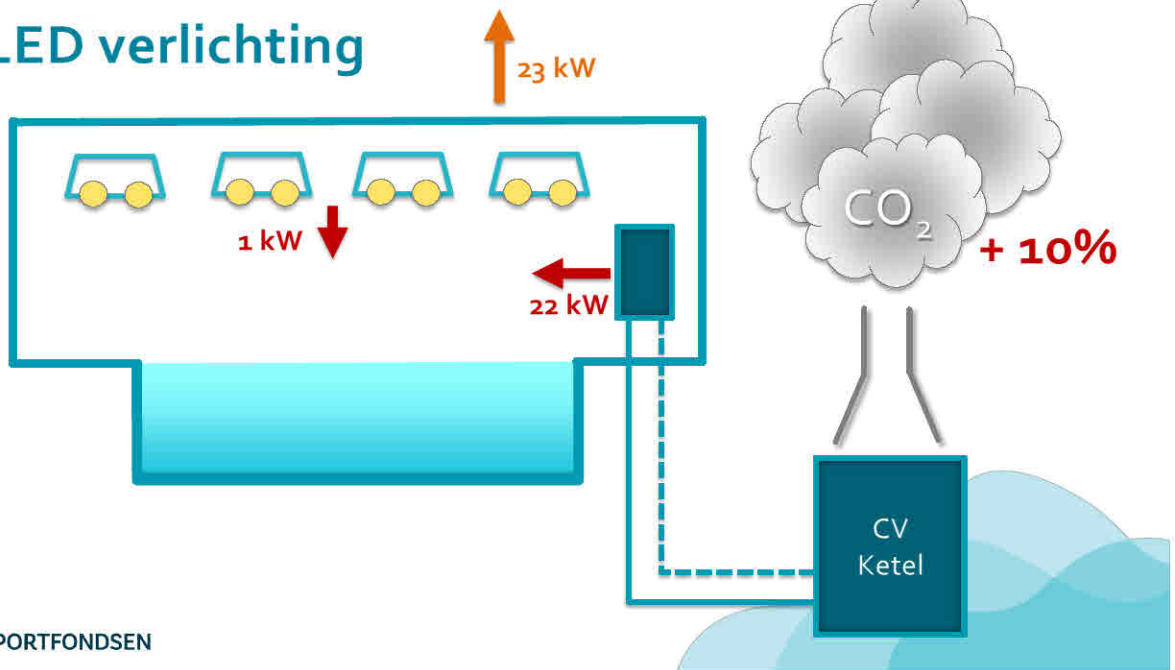 LED verlichting
23 kW
1 kW
22 kW
CO2
+ 10%
CV
Ketel
PORTFONDSEN